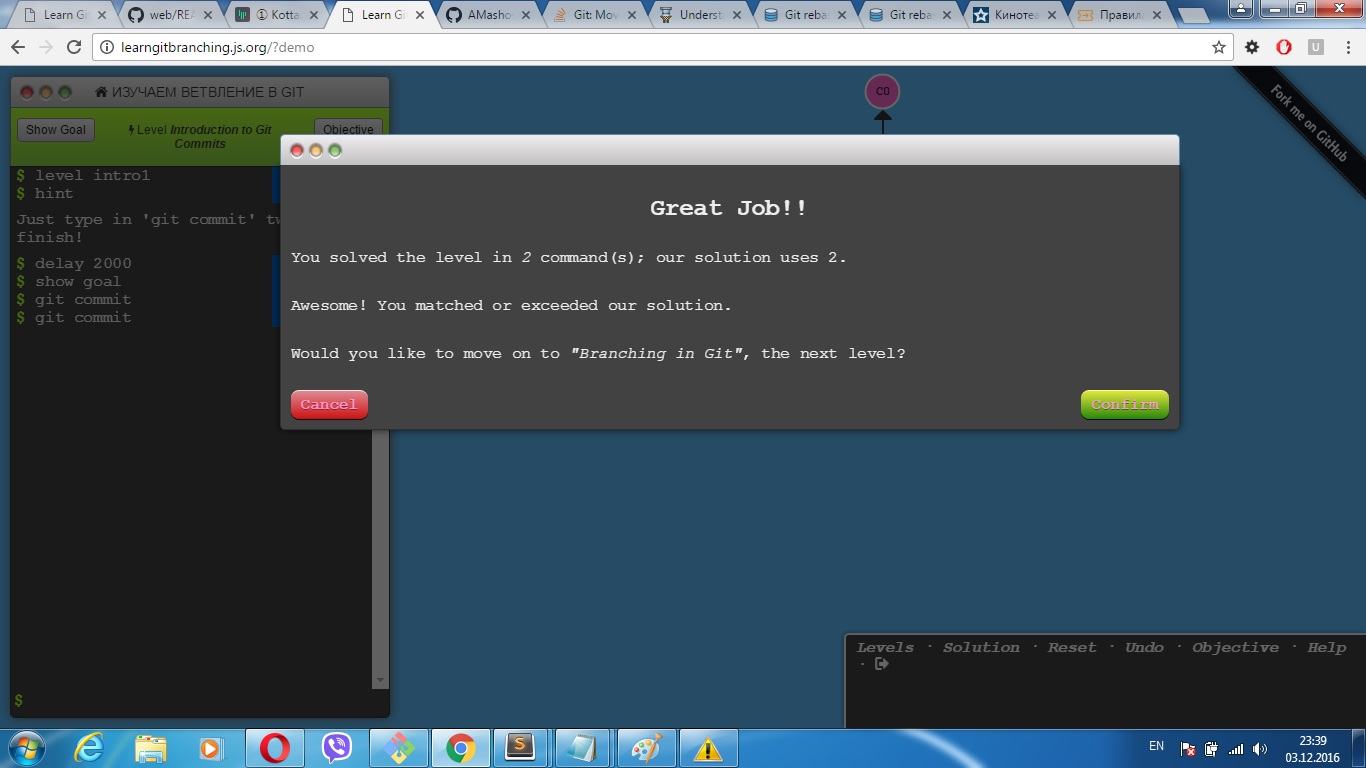 Learn Gi
web/REA
① Kotta
Learn Gi
AMasho
Git: Mov
Underst
Git reba
Git reba
Кинотеа
Правил
learngitbranching.js.org/?demo
U
ИЗУЧАЕМ ВЕТВЛЕНИЕ В GIT
Show Goal
Level Introduction to Git
Commits
Objective
C0
Fork me on GitHub
$ level intro1
$ hint
Just type in 'git commit' tw
finish!
$ delay 2000
$ show goal
$ git commit
$ git commit
$
Great Job!!
You solved the level in 2 command(s); our solution uses 2.
Awesome! You matched or exceeded our solution.
Would you like to move on to "Branching in Git", the next level?
Cancel
Confirm
Levels · Solution · Reset · Undo · Objective · Help
·
S
EN
23:39
03.12.2016